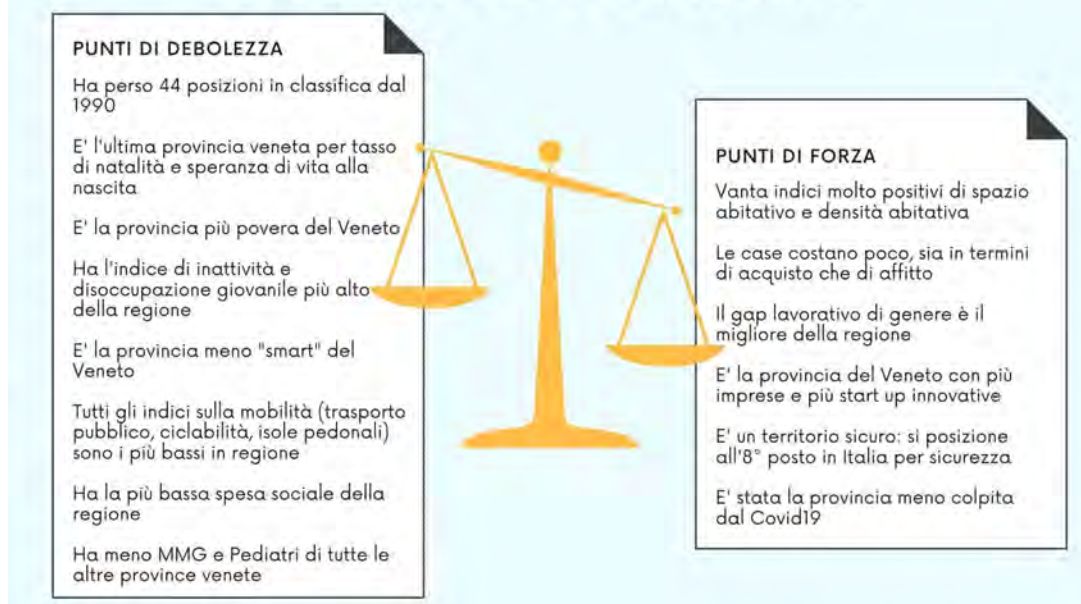 PUNTI DI DEBOLEZZA
Ha perso 44 posizioni in classifica dal
1990
E' l'ultima provincia veneta per tasso
di natalità e speranza di vita alla
nascita
E' la provincia più povera del Veneto
Ha l'indice di inattività e
disoccupazione giovanile più alto
della regione
E' la provincia meno "smart" del
Veneto
Tutti gli indici sulla mobilità (trasporto
pubblico, ciclabilità, isole pedonali)
sono i più bassi in regione
Ha la più bassa spesa sociale della
regione
Ha meno MMG e Pediatri di tutte le
altre province venete
PUNTI DI FORZA
Vanta indici molto positivi di spazio
abitativo e densità abitativa
Le case costano poco, sia in termini
di acquisto che di affitto
Il gap lavorativo di genere è il
migliore della regione
E' la provincia del Veneto con più
imprese e più start up innovative
E' un territorio sicuro: si posizione
all'8° posto in Italia per sicurezza
E' stata la provincia meno colpita
dal Covid19